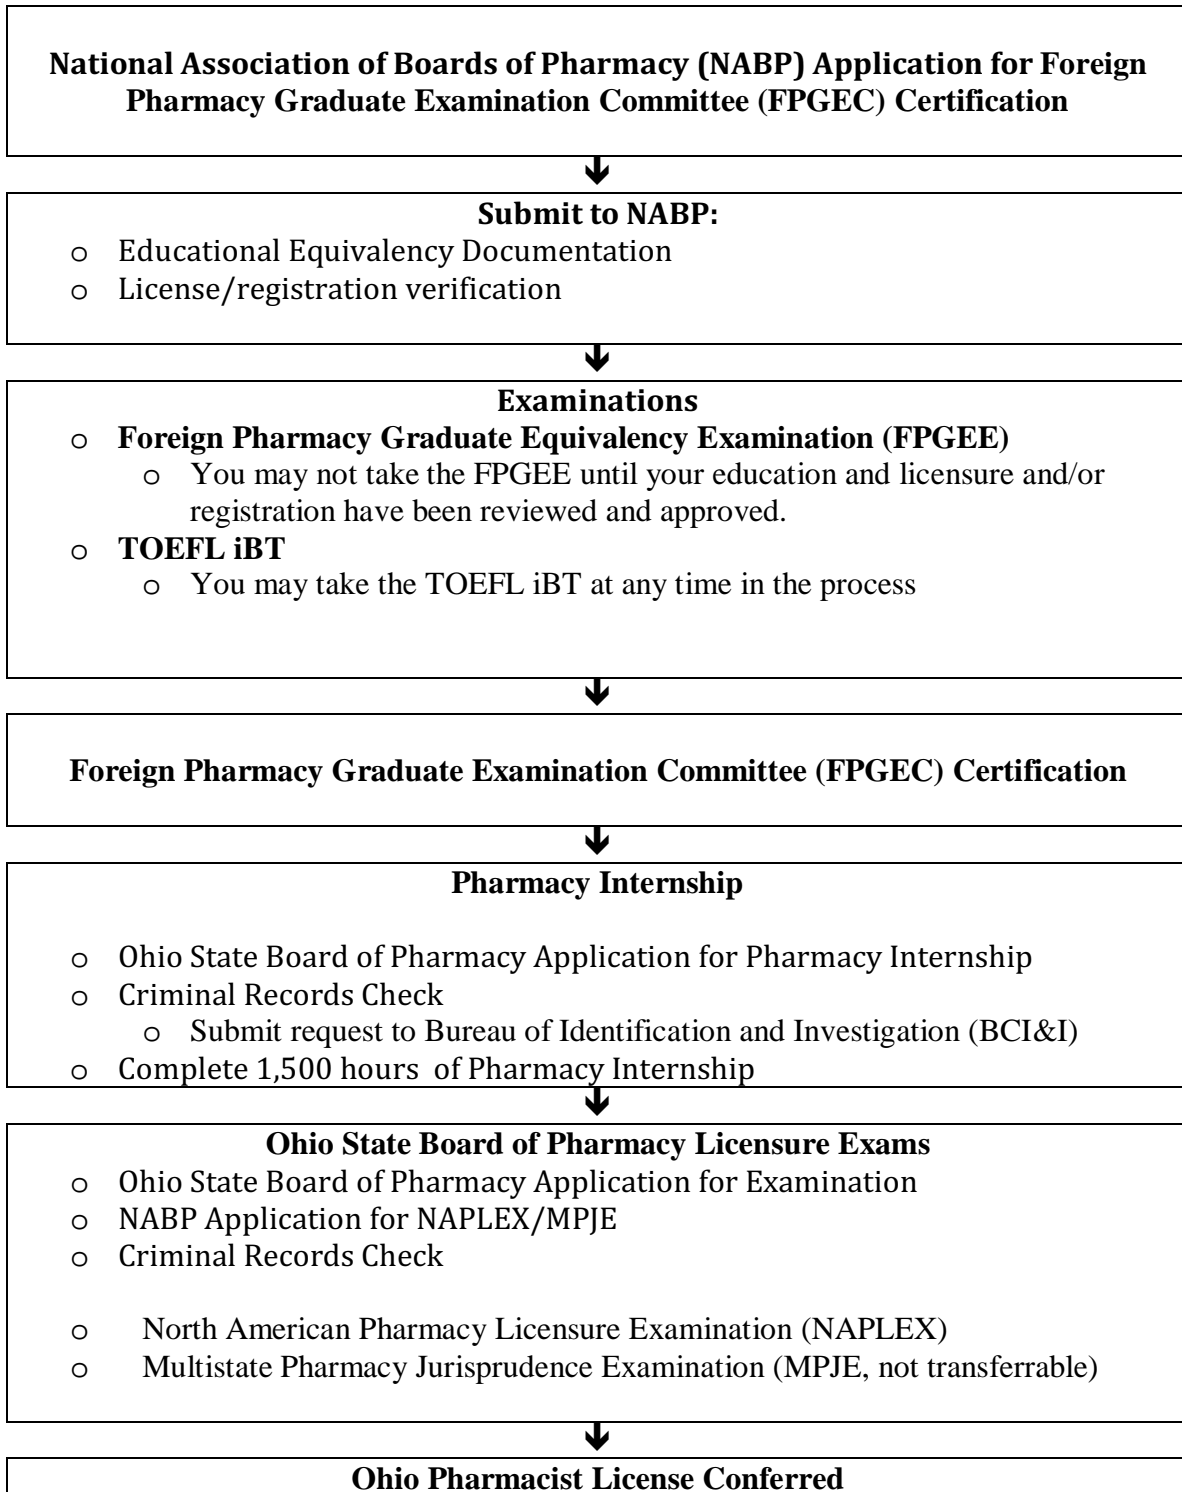 National Association of Boards of Pharmacy (NABP) Application for Foreign
Pharmacy Graduate Examination Committee (FPGEC) Certification
Submit to NABP:
o Educational Equivalency Documentation
o License/registration verification
Examinations
o Foreign Pharmacy Graduate Equivalency Examination (FPGEE)
o You may not take the FPGEE until your education and licensure and/or
registration have been reviewed and approved.
o TOEFL iBT
o You may take the TOEFL iBT at any time in the process
Foreign Pharmacy Graduate Examination Committee (FPGEC) Certification
Pharmacy Internship
o Ohio State Board of Pharmacy Application for Pharmacy Internship
o Criminal Records Check
o Submit request to Bureau of Identification and Investigation (BCI&I)
o Complete 1,500 hours of Pharmacy Internship
Ohio State Board of Pharmacy Licensure Exams
o Ohio State Board of Pharmacy Application for Examination
o NABP Application for NAPLEX/MPJE
o Criminal Records Check
o North American Pharmacy Licensure Examination (NAPLEX)
o Multistate Pharmacy Jurisprudence Examination (MPJE, not transferrable)
Ohio Pharmacist License Conferred